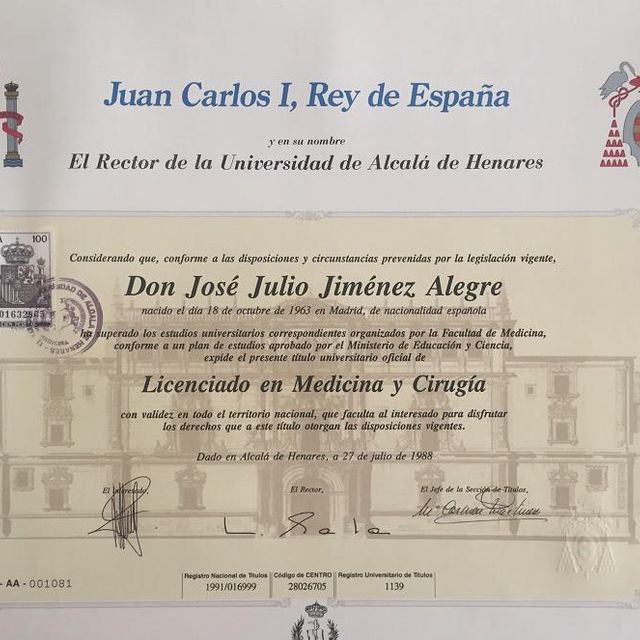 Juan Carlos I, Rey de España
y en su nombre
El Rector de la Universidad de Alcalá de Henares
100
Considerando que, conforme a las disposiciones y circunstancias prevenidas por la legislación vigente,
Don José Julio Jiménez Alegre
nacido el día 18 de octubre de 1963 en Madrid, de nacionalidad española
ha superado los estudios universitarios correspondientes organizados por la Facultad de Medicina,
conforme a un plan de estudios aprobado por el Ministerio de Educación y Ciencia,
expide el presente título universitario oficial de
Licenciado en Medicina y Cirugía
con validez en todo el territorio nacional, que faculta al interesado para disfrutar
los derechos que a este título otorgan las disposiciones vigentes.
Dado en Alcalá de Henares, a 27 de julio de 1988
El Interesado, El Rector, El Jefe de la Sección de Títulos,
L. Sala
- AA - 001081
Registro Nacional de Títulos Código de CENTRO Registro Universitario de Títulos
1991/016999 28026705 1139